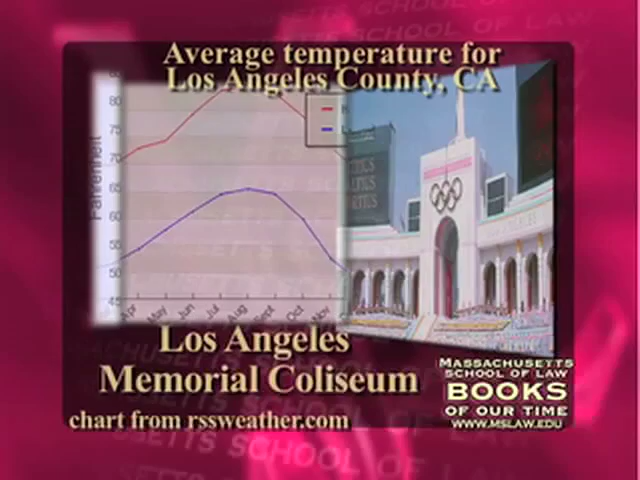 Average temperature for
Los Angeles County, CA
80
75
70
65
60
55
50
45
Fahrenheit
Apr
May
Jun
Jul
Aug
Sept
Oct
Nov
Los Angeles
Memorial Coliseum
chart from rssweather.com
MASSACHUSETTS
SCHOOL OF LAW
BOOKS
OF OUR TIME
WWW.MSLAW.EDU